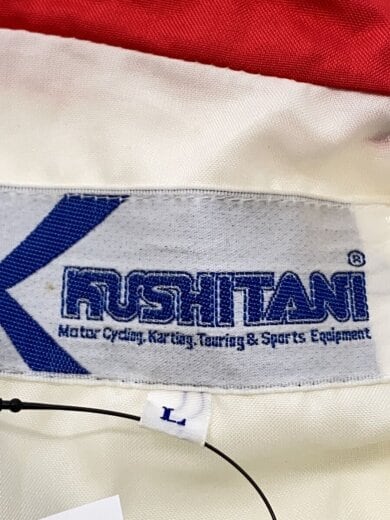 KUSHITANI®
Motor Cycling, Karting, Touring & Sports Equipment
L